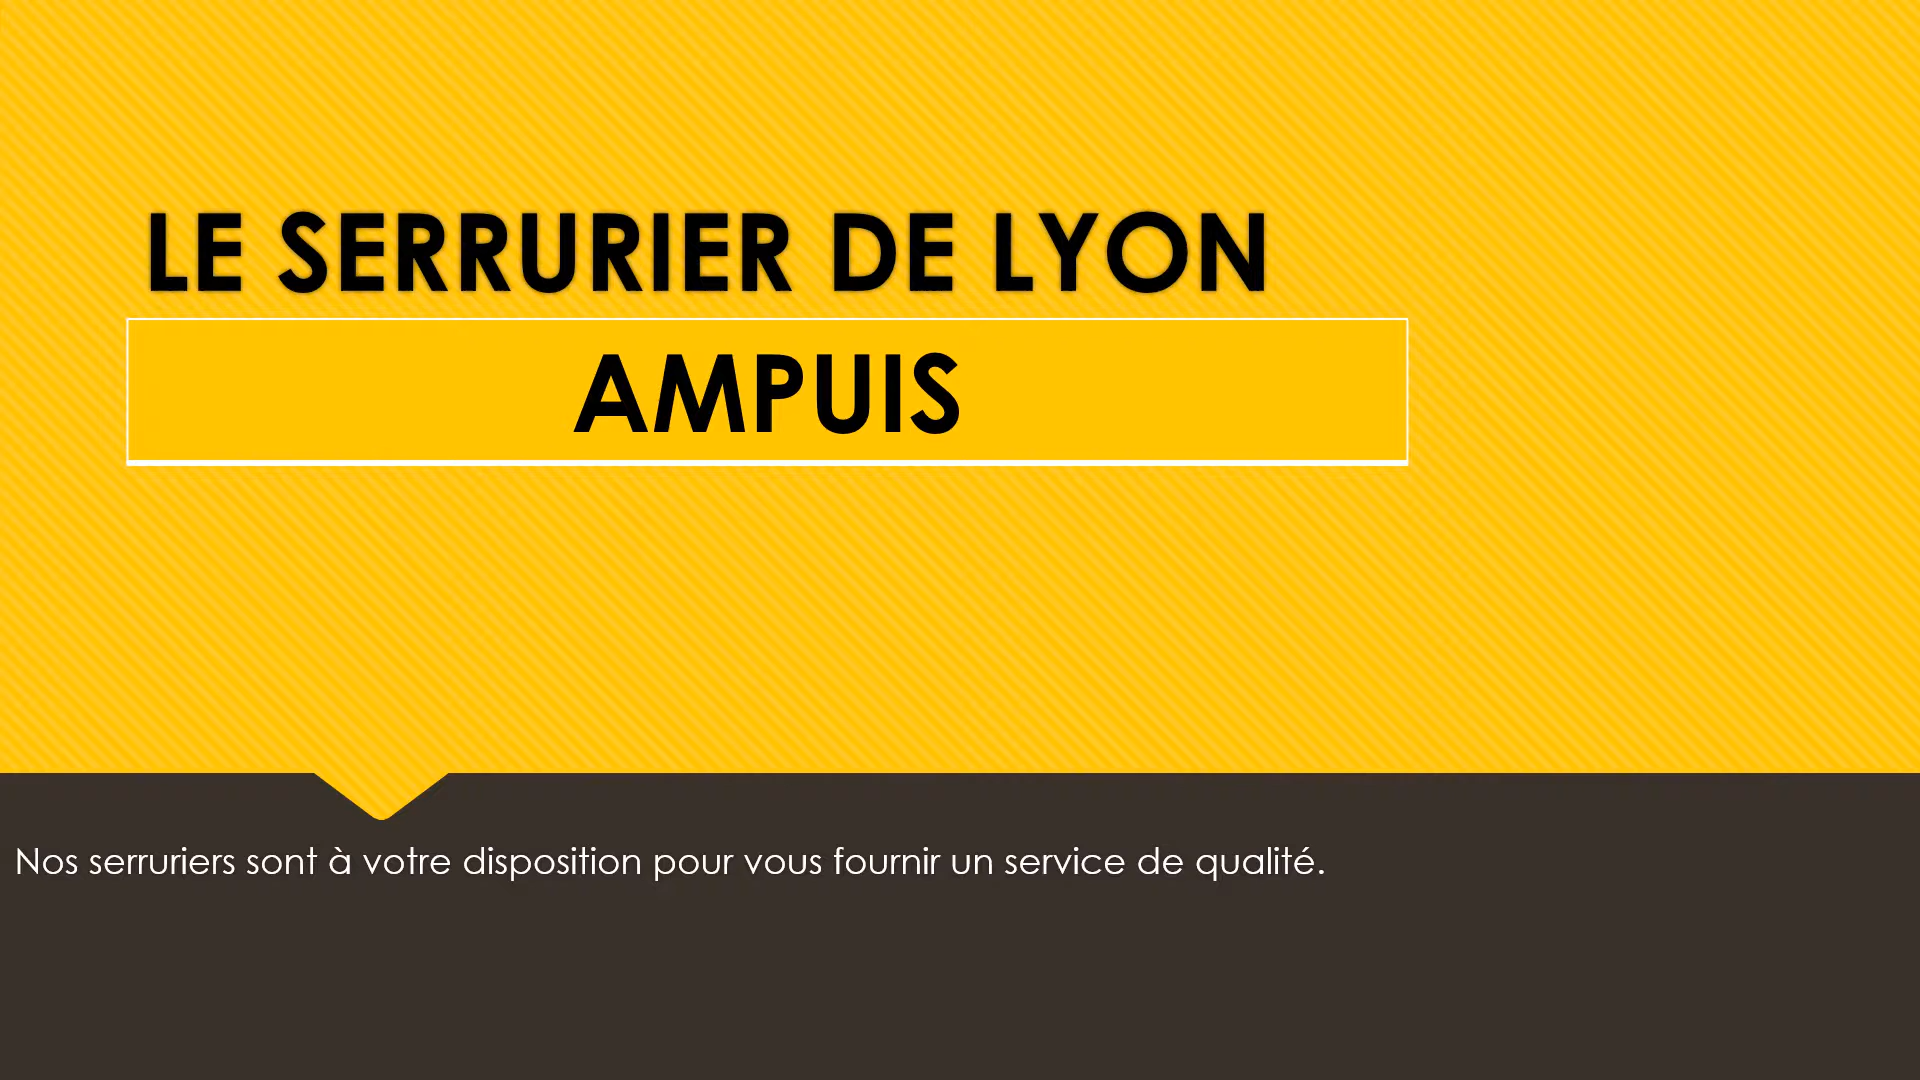 LE SERRURIER DE LYON
AMPUIS
Nos serruriers sont à votre disposition pour vous fournir un service de qualité.